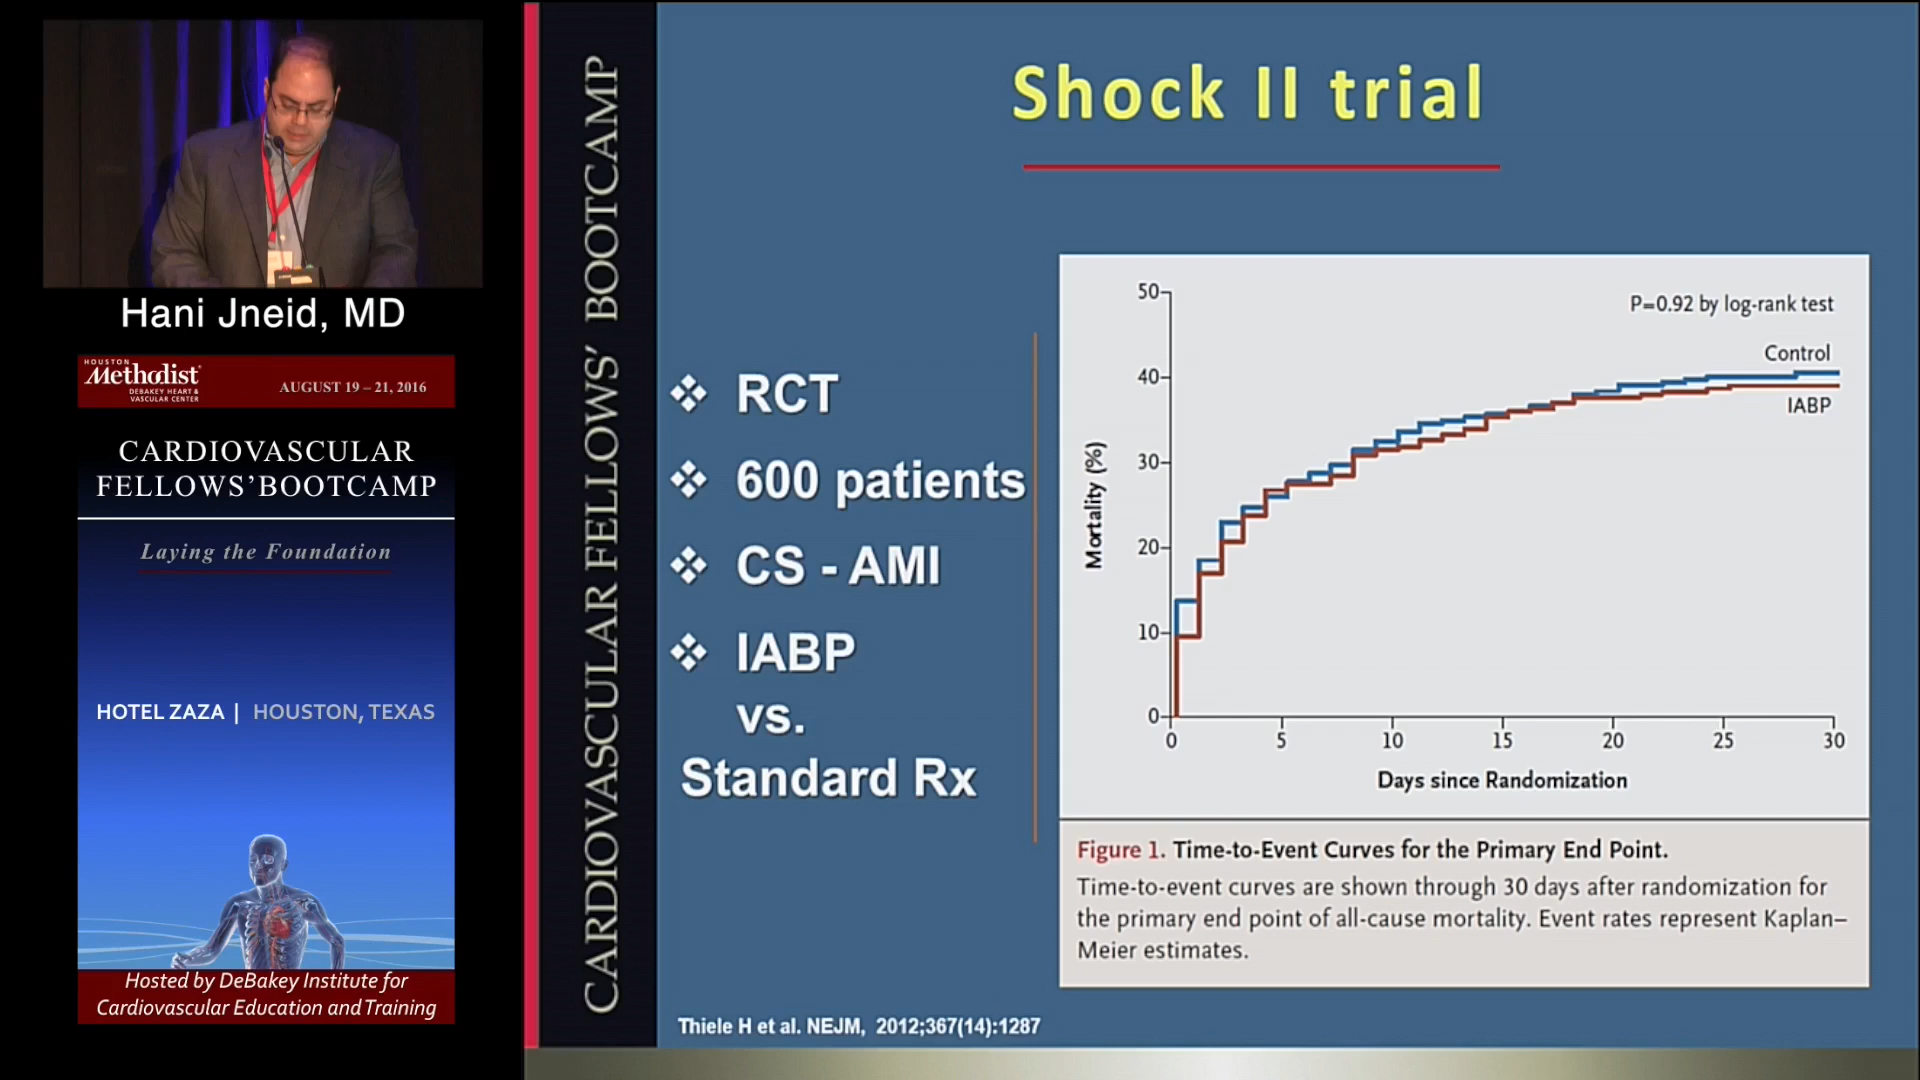 Hani Jneid, MD
HOUSTON
Methodist
DEBAKEY HEART &
VASCULAR CENTER
AUGUST 19 – 21, 2016
CARDIOVASCULAR
FELLOWS' BOOTCAMP
Laying the Foundation
HOTEL ZAZA | HOUSTON, TEXAS
Hosted by DeBakey Institute for
Cardiovascular Education and Training
CARDIOVASCULAR FELLOWS' BOOTCAMP
Shock II trial
❖ RCT
❖ 600 patients
❖ CS - AMI
❖ IABP
vs.
Standard Rx
P=0.92 by log-rank test
Control
IABP
Mortality (%)
50
40
30
20
10
0
0 5 10 15 20 25 30
Days since Randomization
Figure 1. Time-to-Event Curves for the Primary End Point.
Time-to-event curves are shown through 30 days after randomization for
the primary end point of all-cause mortality. Event rates represent Kaplan–
Meier estimates.
Thiele H et al. NEJM, 2012;367(14):1287